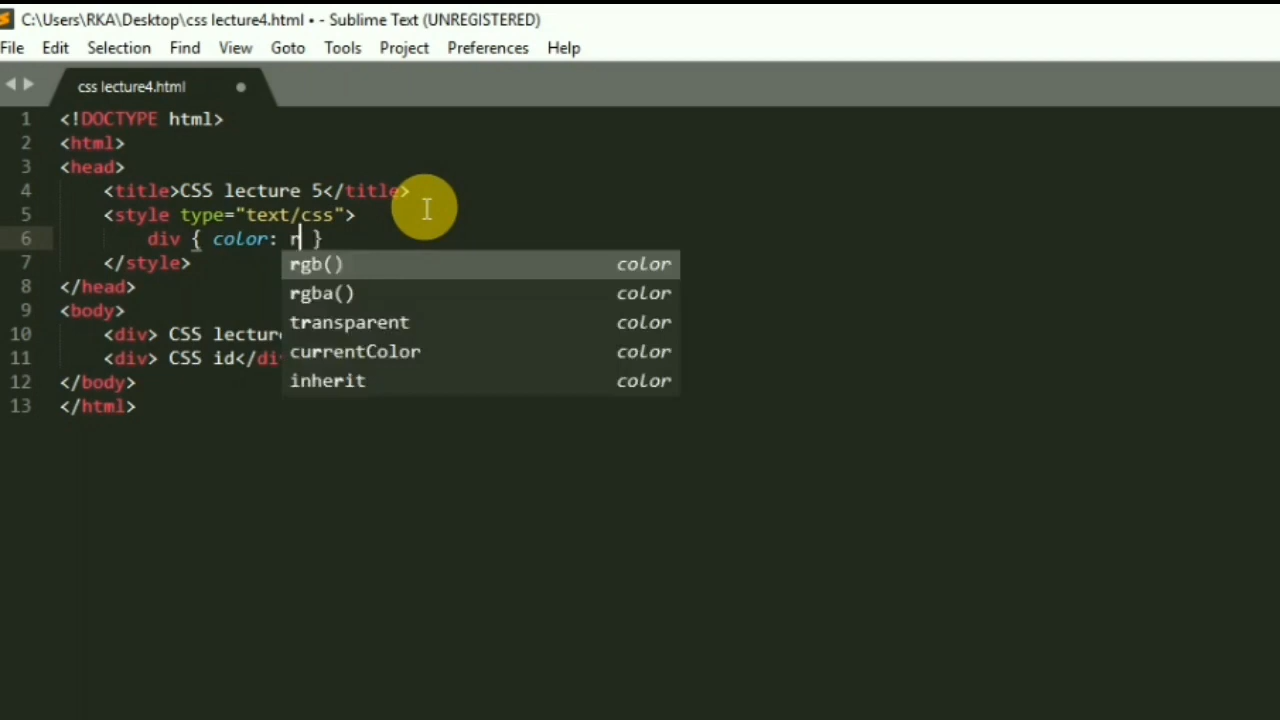 C:\Users\RKA\Desktop\css lecture4.html • - Sublime Text (UNREGISTERED)
File Edit Selection Find View Goto Tools Project Preferences Help
css lecture4.html
1 <!DOCTYPE html>
2 <html>
3 <head>
4 <title>CSS lecture 5</title>
5 <style type="text/css">
6 div { color: r }
7 </style>
rgb() color
8 </head>
rgba() color
9 <body>
transparent color
10 <div> CSS lectur
currentColor color
11 <div> CSS id</di
inherit color
12 </body>
13 </html>